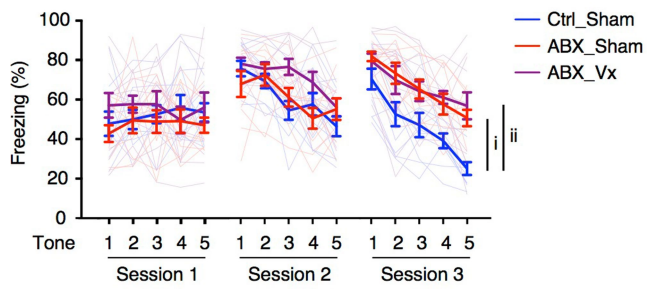 100
80
60
40
20
0
Freezing (%)
Ctrl_Sham
ABX_Sham
ABX_Vx
i
ii
Tone 1 2 3 4 5 1 2 3 4 5 1 2 3 4 5
Session 1 Session 2 Session 3